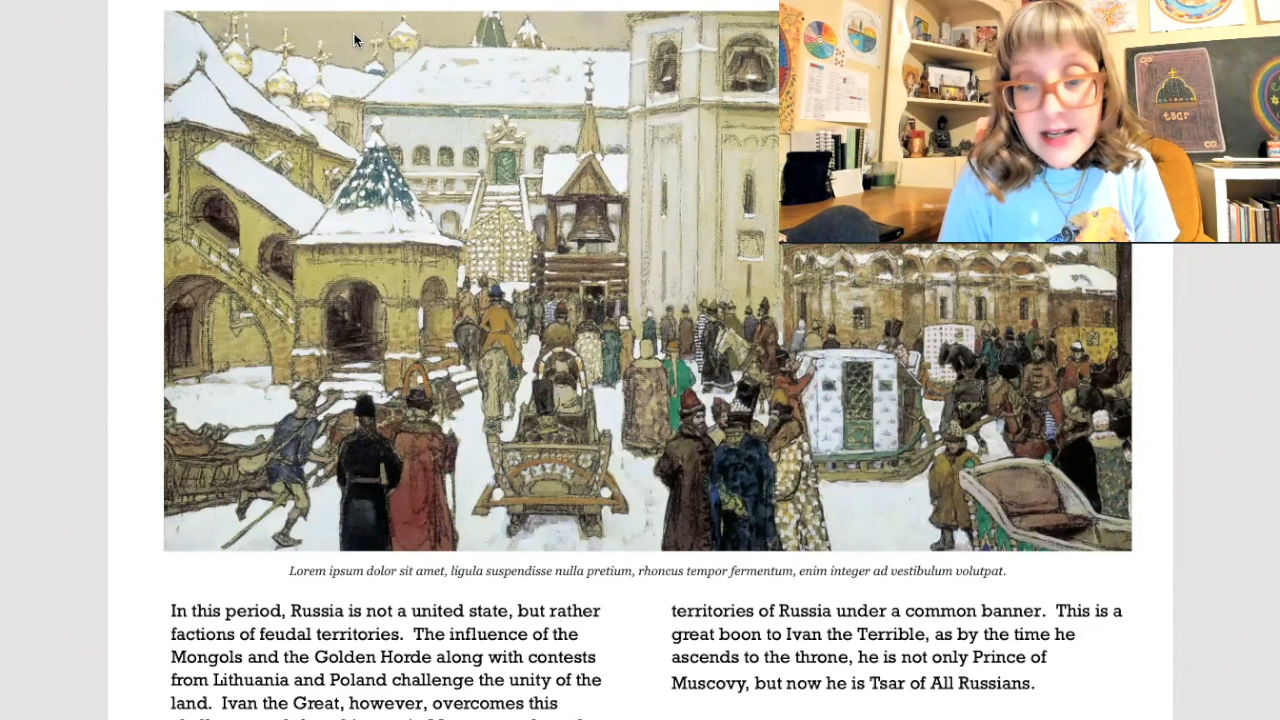 tsar
Lorem ipsum dolor sit amet, ligula suspendisse nulla pretium, rhoncus tempor fermentum, enim integer ad vestibulum volutpat.
In this period, Russia is not a united state, but rather
factions of feudal territories. The influence of the
Mongols and the Golden Horde along with contests
from Lithuania and Poland challenge the unity of the
land. Ivan the Great, however, overcomes this
territories of Russia under a common banner. This is a
great boon to Ivan the Terrible, as by the time he
ascends to the throne, he is not only Prince of
Muscovy, but now he is Tsar of All Russians.